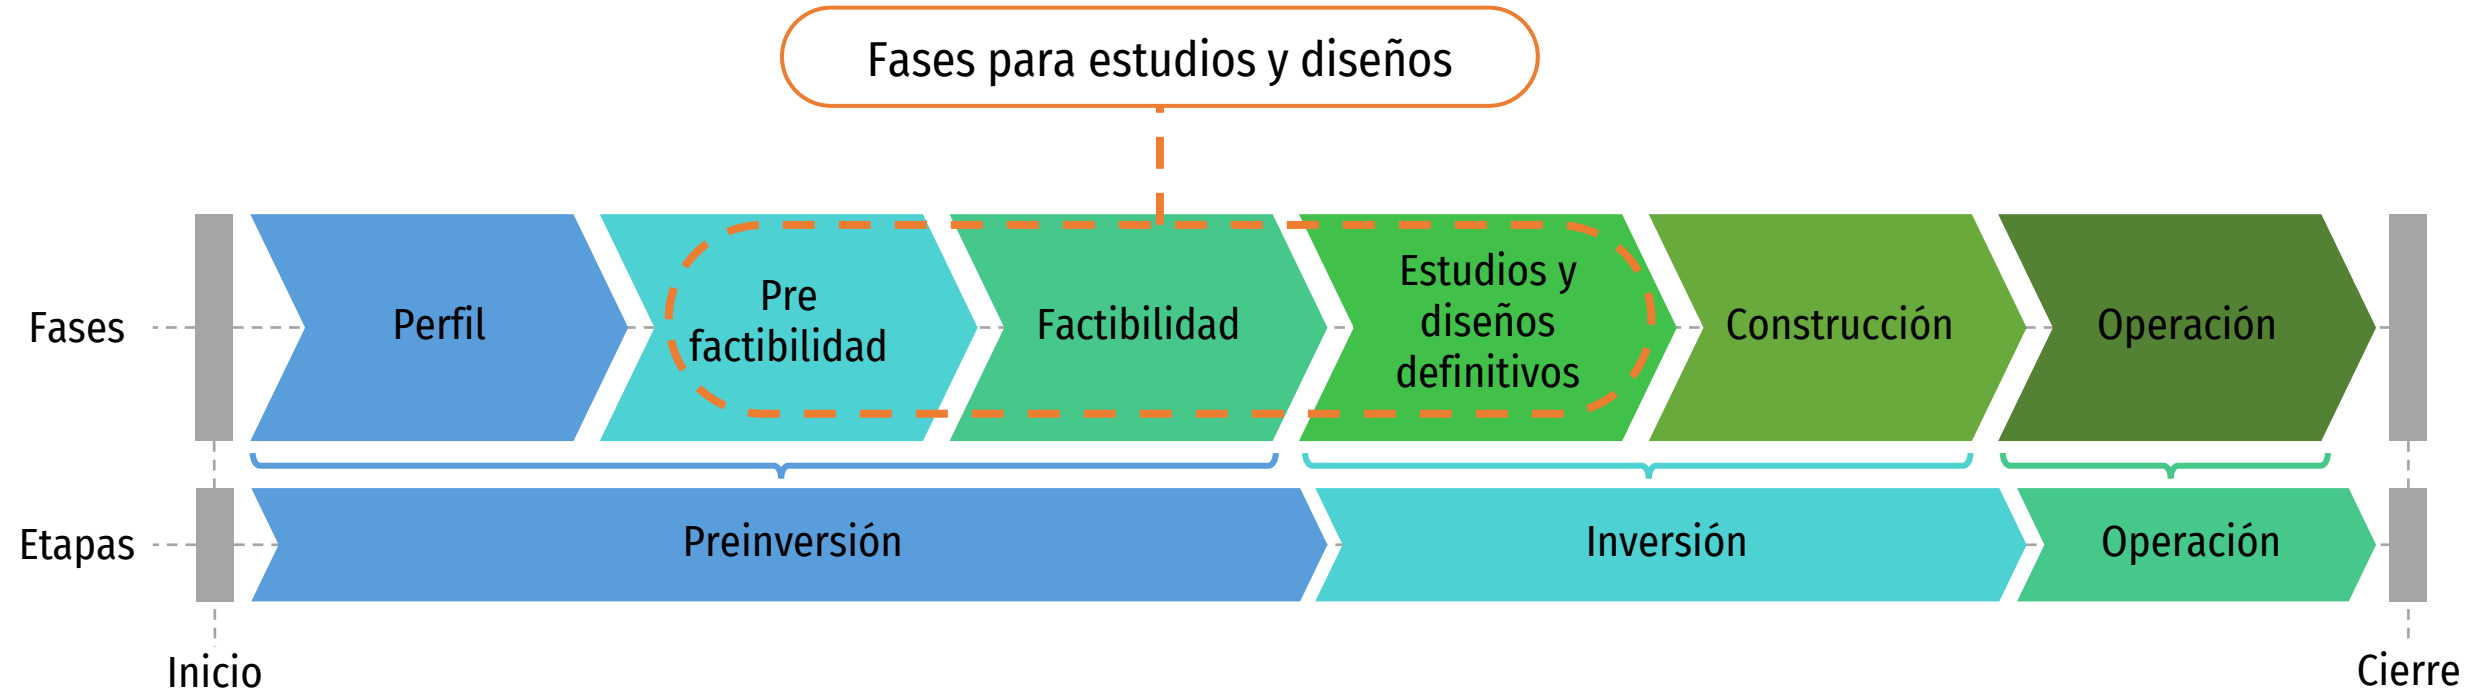 Fases para estudios y diseños
Fases
Perfil
Pre
factibilidad
Factibilidad
Estudios y
diseños
definitivos
Construcción
Operación
Etapas
Preinversión
Inversión
Operación
Inicio
Cierre